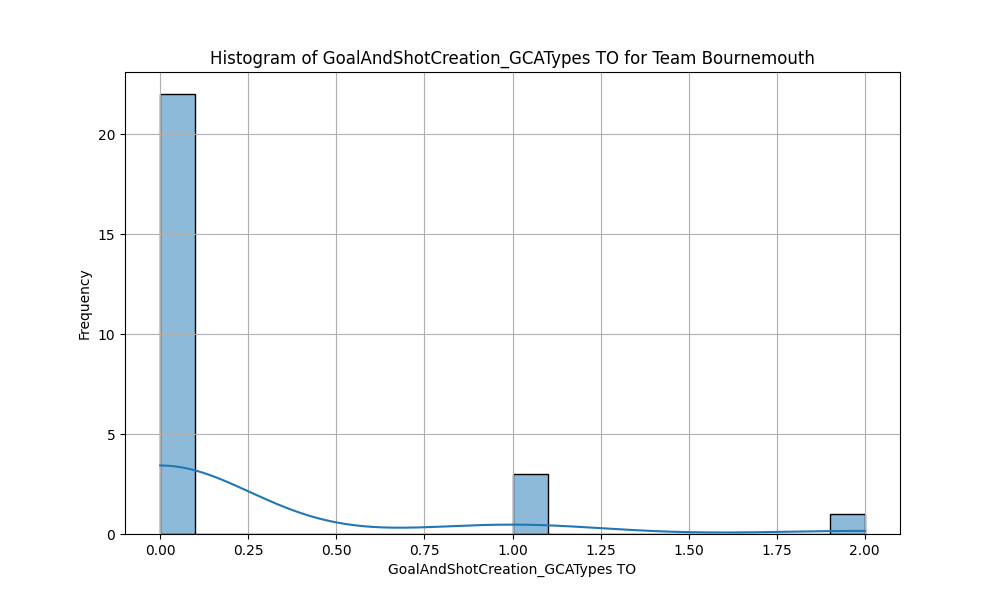 Histogram of GoalAndShotCreation_GCATypes TO for Team Bournemouth
Frequency
20
15
10
5
0
0.00 0.25 0.50 0.75 1.00 1.25 1.50 1.75 2.00
GoalAndShotCreation_GCATypes TO